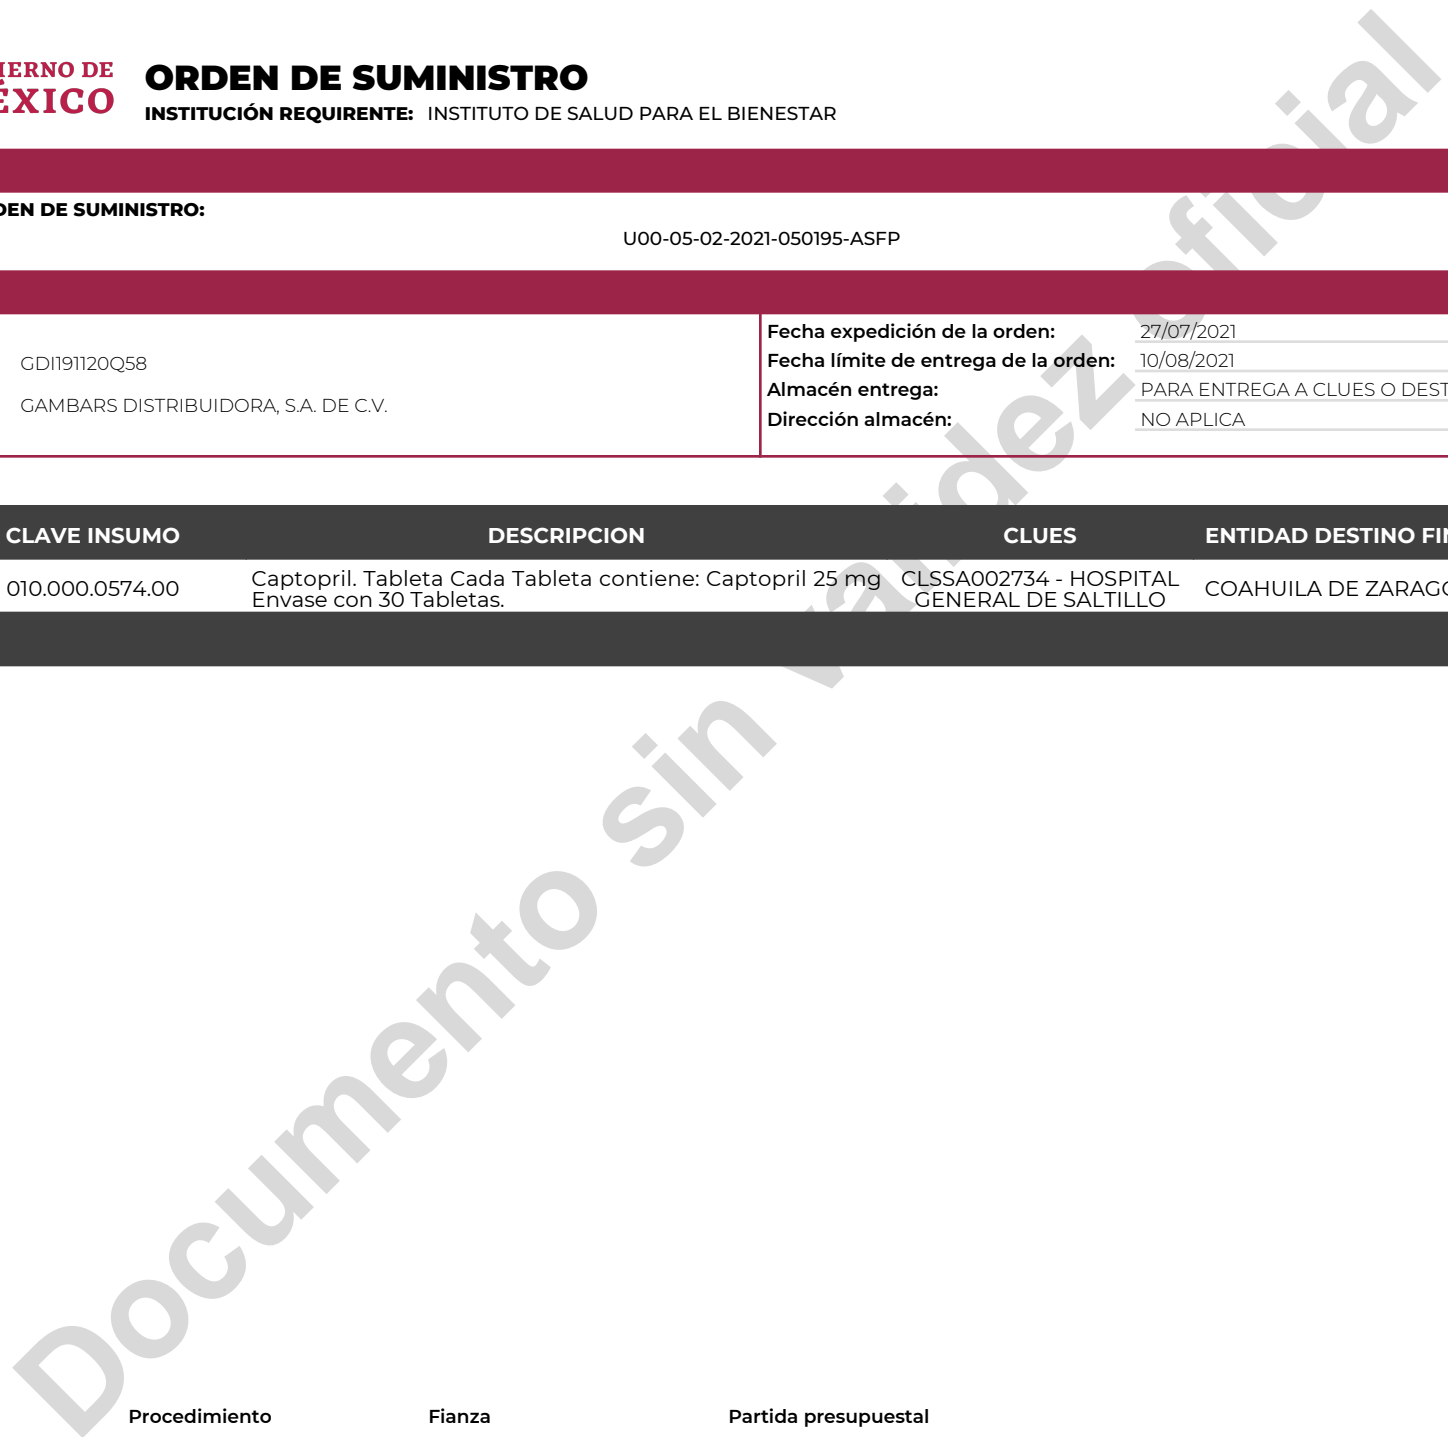 IERNO DE
ÉXICO
ORDEN DE SUMINISTRO
INSTITUCIÓN REQUIRENTE: INSTITUTO DE SALUD PARA EL BIENESTAR
DEN DE SUMINISTRO:
U00-05-02-2021-050195-ASFP
GDI191120Q58
GAMBARS DISTRIBUIDORA, S.A. DE C.V.
Fecha expedición de la orden: 27/07/2021
Fecha límite de entrega de la orden: 10/08/2021
Almacén entrega: PARA ENTREGA A CLUES O DEST
Dirección almacén: NO APLICA
CLAVE INSUMO DESCRIPCION CLUES ENTIDAD DESTINO FIN
010.000.0574.00
Captopril. Tableta Cada Tableta contiene: Captopril 25 mg
Envase con 30 Tabletas.
CLSSA002734 - HOSPITAL
GENERAL DE SALTILLO
COAHUILA DE ZARAGO
Documento sin validez oficial
Procedimiento Fianza Partida presupuestal